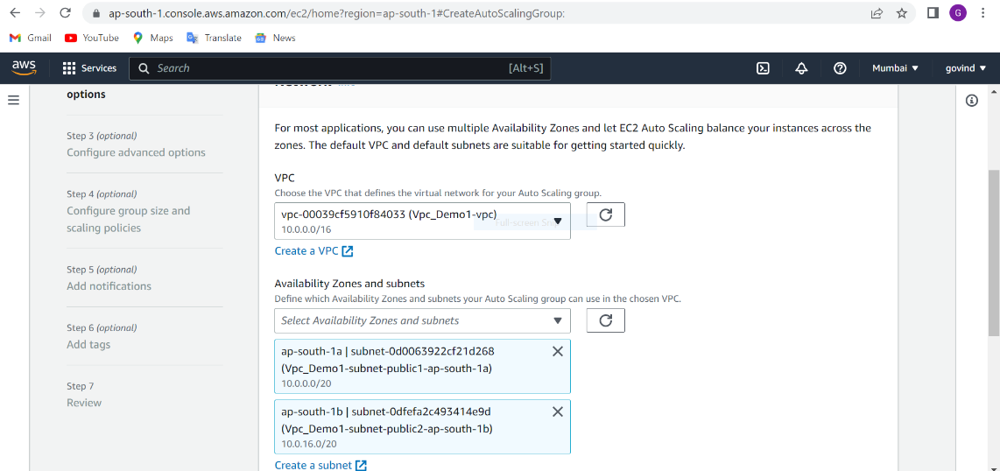 ap-south-1.console.aws.amazon.com/ec2/home?region=ap-south-1#CreateAutoScalingGroup:
G
Gmail YouTube Maps Translate News
aws Services Search [Alt+S] Mumbai govind
options
Step 3 (optional)
Configure advanced options
Step 4 (optional)
Configure group size and
scaling policies
Step 5 (optional)
Add notifications
Step 6 (optional)
Add tags
Step 7
Review
For most applications, you can use multiple Availability Zones and let EC2 Auto Scaling balance your instances across the
zones. The default VPC and default subnets are suitable for getting started quickly.
VPC
Choose the VPC that defines the virtual network for your Auto Scaling group.
vpc-00039cf5910f84033 (Vpc_Demo1-vpc)
10.0.0.0/16
Full-screen Snip
Create a VPC
Availability Zones and subnets
Define which Availability Zones and subnets your Auto Scaling group can use in the chosen VPC.
Select Availability Zones and subnets
ap-south-1a | subnet-0d0063922cf21d268
(Vpc_Demo1-subnet-public1-ap-south-1a)
10.0.0.0/20
ap-south-1b | subnet-0dfefa2c493414e9d
(Vpc_Demo1-subnet-public2-ap-south-1b)
10.0.16.0/20
Create a subnet